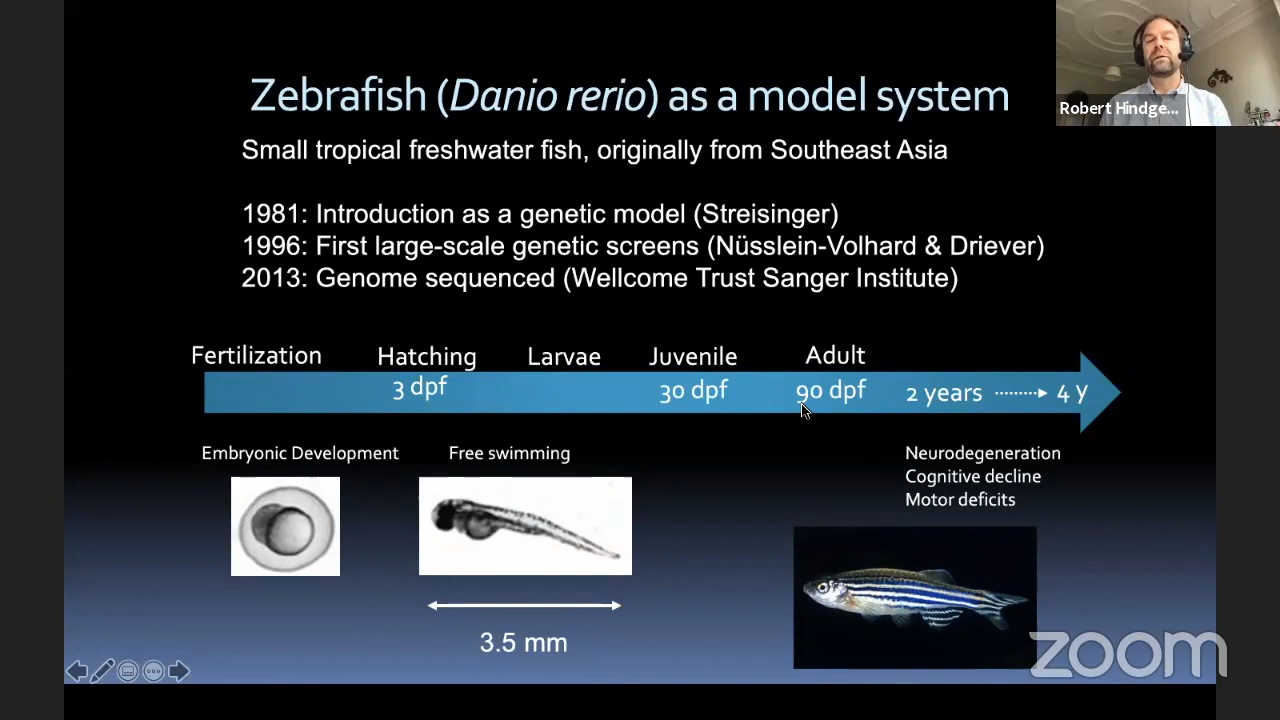 Zebrafish (Danio rerio) as a model system
Robert Hindge...
Small tropical freshwater fish, originally from Southeast Asia
1981: Introduction as a genetic model (Streisinger)
1996: First large-scale genetic screens (Nüsslein-Volhard & Driever)
2013: Genome sequenced (Wellcome Trust Sanger Institute)
Fertilization Hatching Larvae Juvenile Adult
3 dpf 30 dpf 90 dpf 2 years 4 y
Embryonic Development Free swimming Neurodegeneration
Cognitive decline
Motor deficits
3.5 mm
zoom